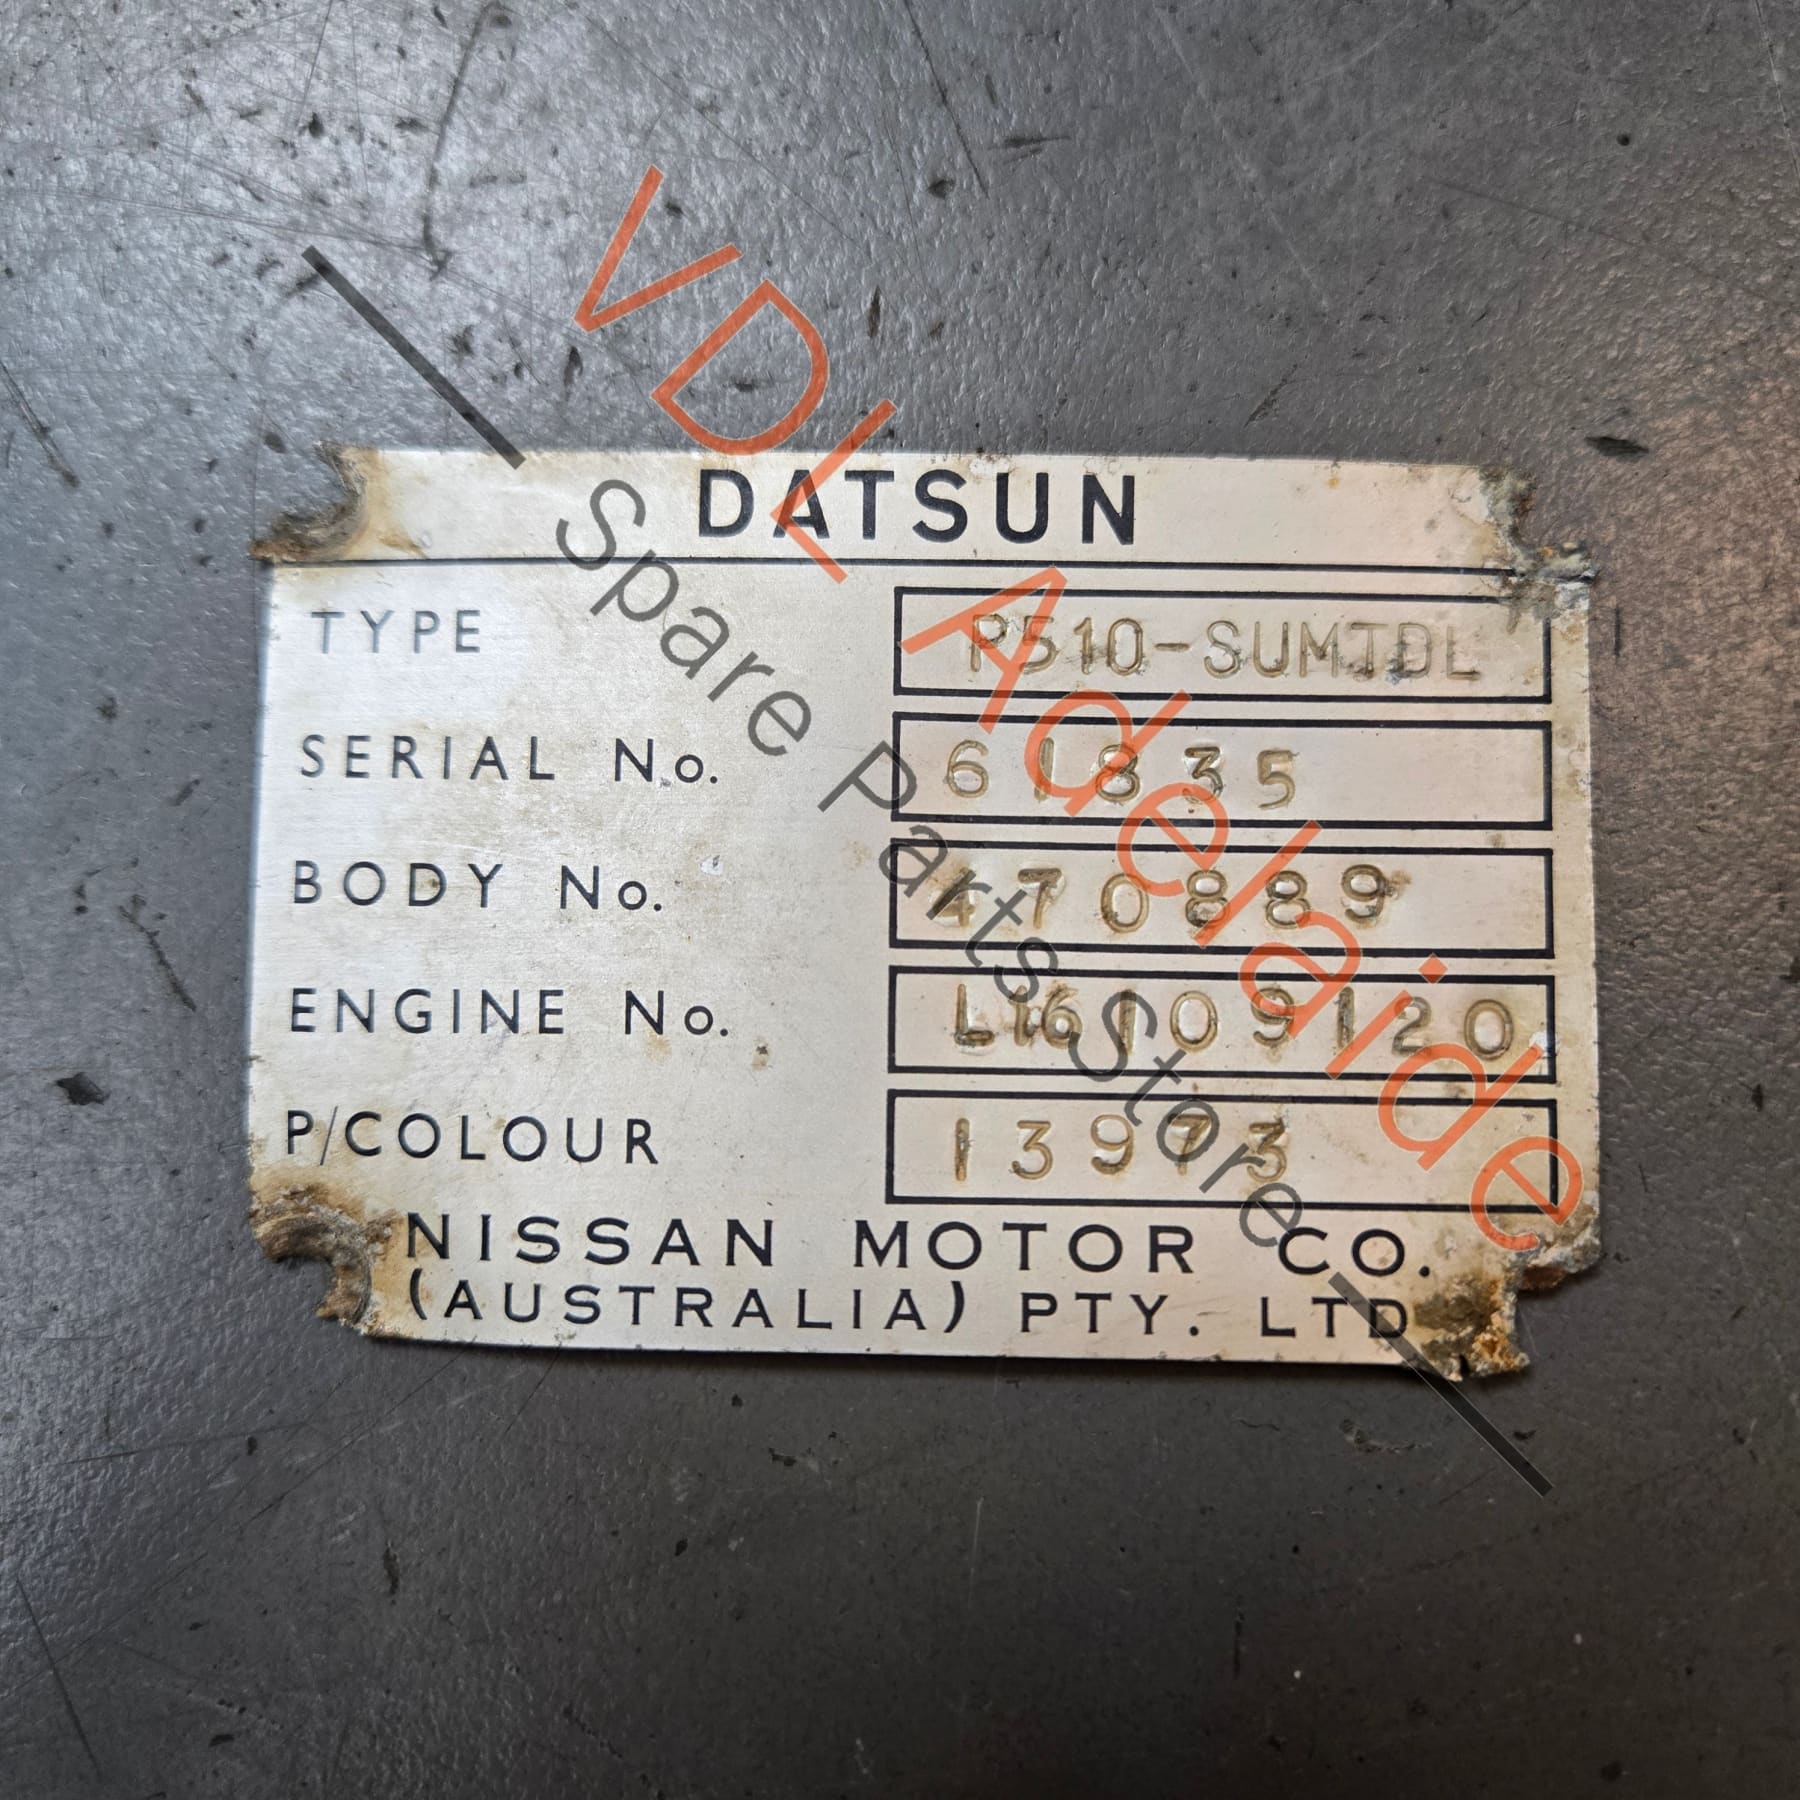 DATSUN
TYPE P510-SUMTDL
SERIAL No. 61835
BODY No. 470889
ENGINE No. L16109120
P/COLOUR 13973
NISSAN MOTOR CO.
(AUSTRALIA) PTY. LTD
VDL Adelaide
Spare Parts Store